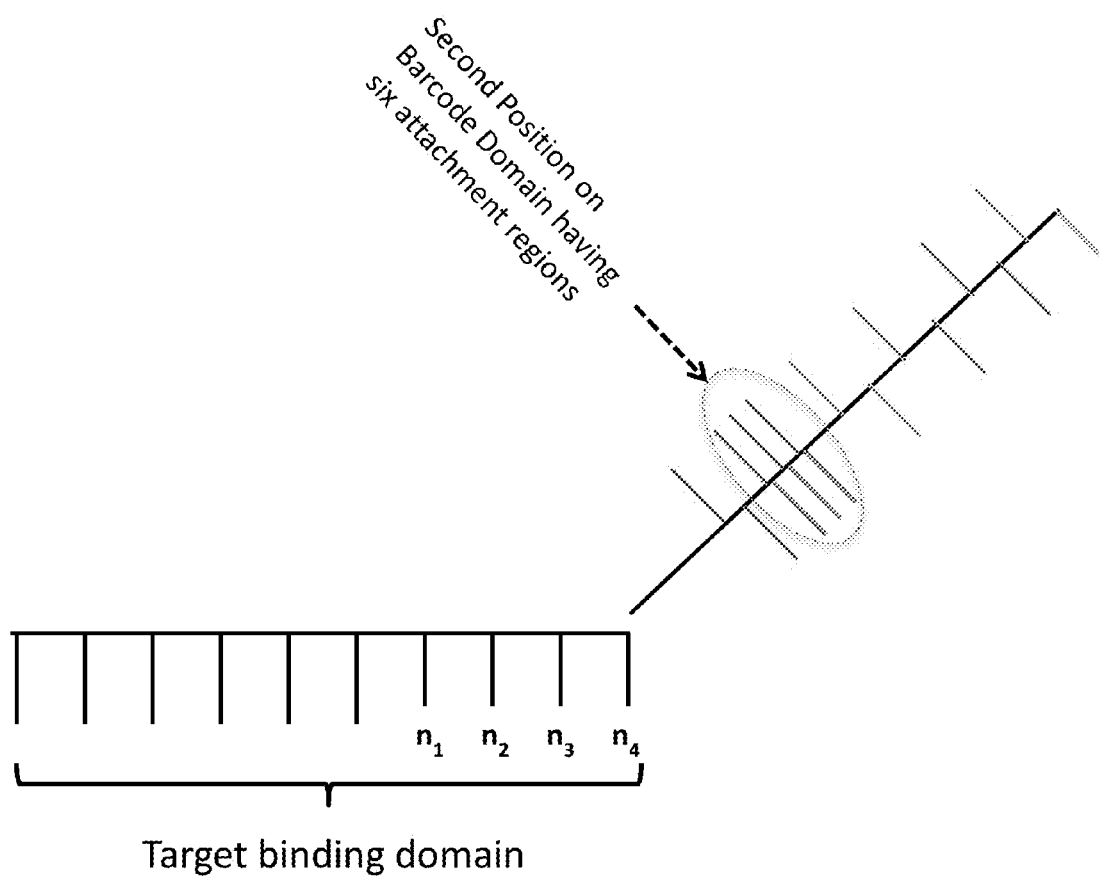 Second Position on
Barcode Domain having
six attachment regions
n1 n2 n3 n4
Target binding domain